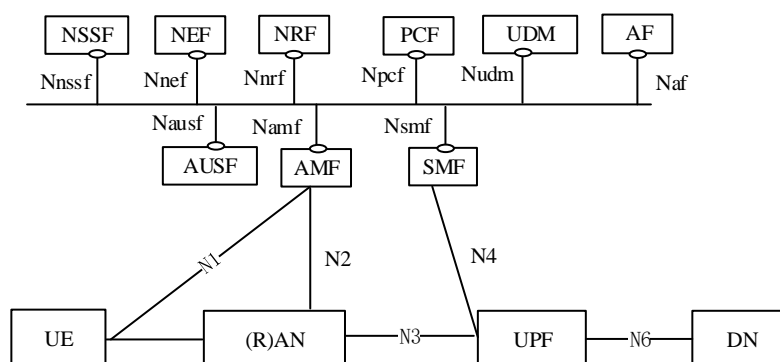 NSSF NEF NRF PCF UDM AF
Nnssf Nnef Nnrf Npcf Nudm Naf
Nausf Namf Nsmf
AUSF AMF SMF
N1 N2 N4
UE (R)AN N3 UPF N6 DN